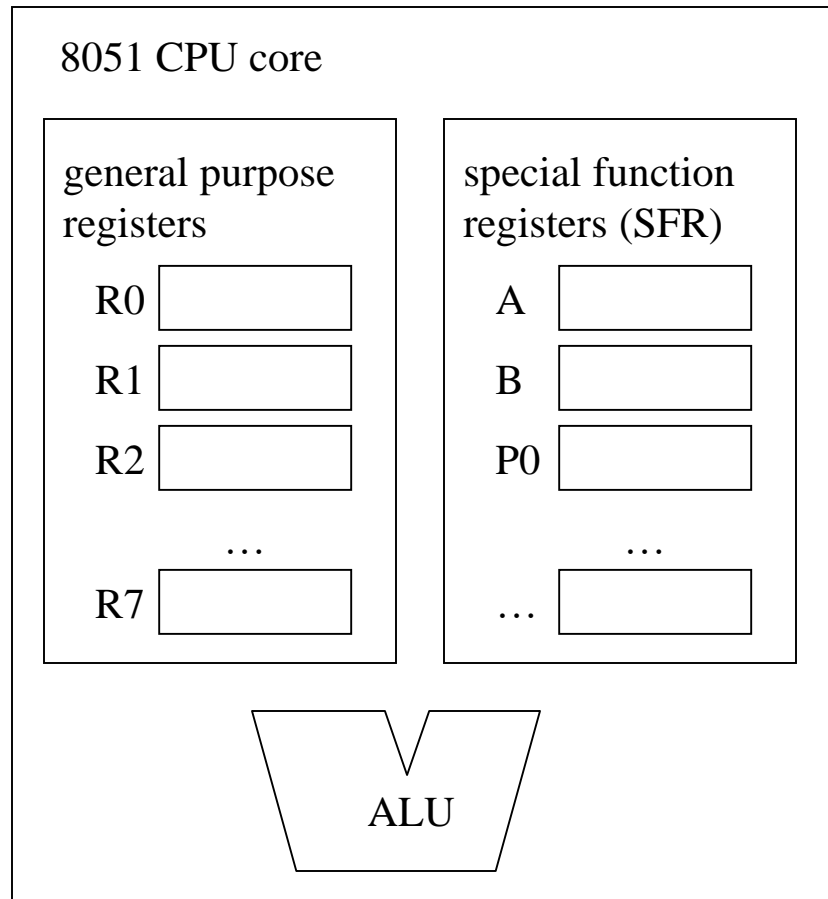 8051 CPU core
general purpose
registers
R0
R1
R2
…
R7
special function
registers (SFR)
A
B
P0
…
…
ALU